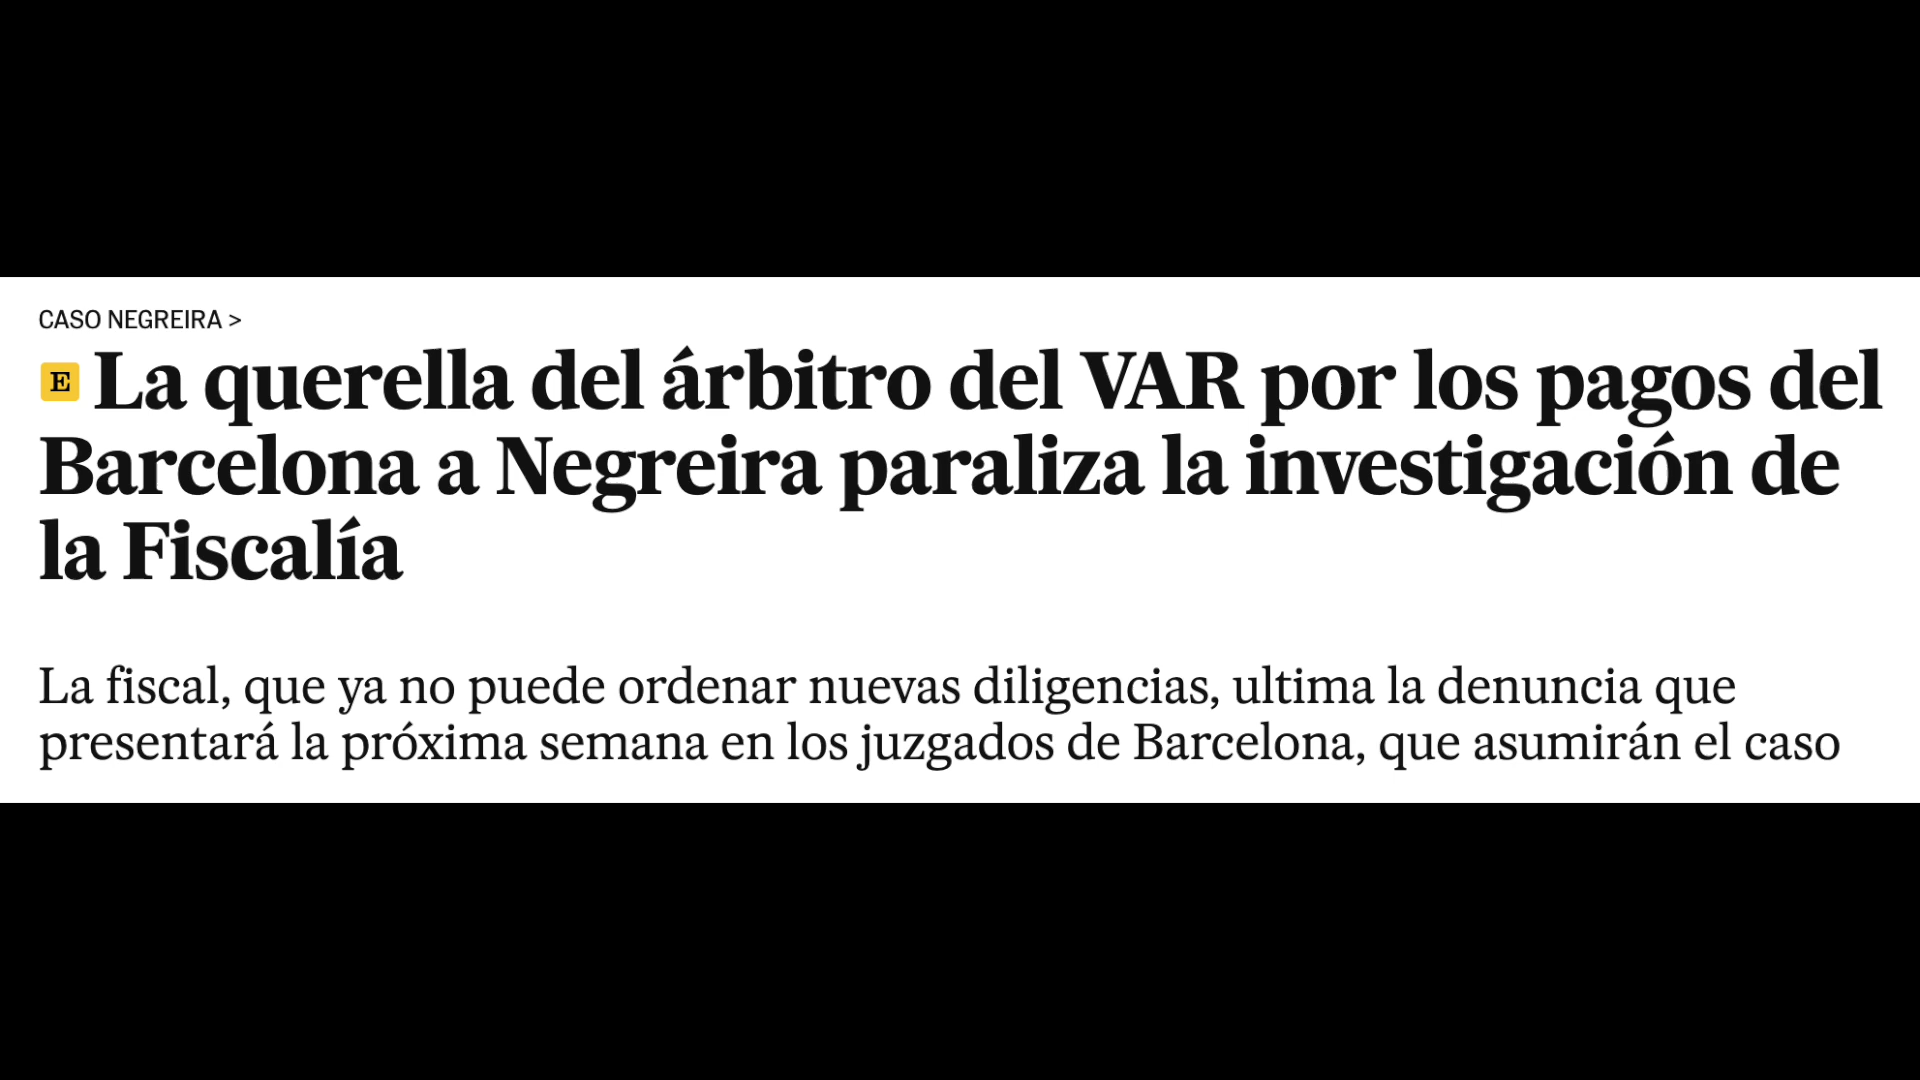 CASO NEGREIRA >
E La querella del árbitro del VAR por los pagos del
Barcelona a Negreira paraliza la investigación de
la Fiscalía
La fiscal, que ya no puede ordenar nuevas diligencias, ultima la denuncia que
presentará la próxima semana en los juzgados de Barcelona, que asumirán el caso